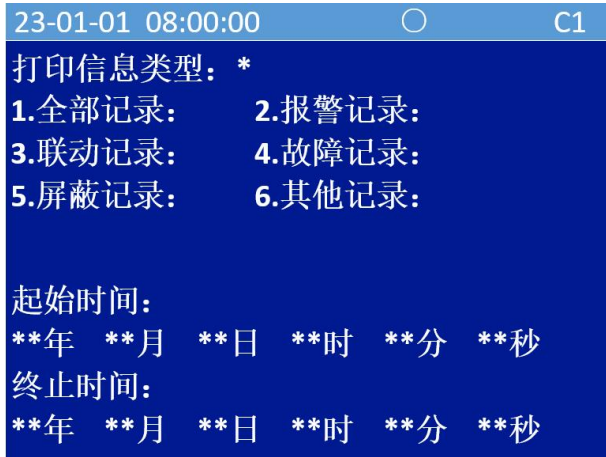 23-01-01 08:00:00 ○ C1
打印信息类型：*
1.全部记录： 2.报警记录：
3.联动记录： 4.故障记录：
5.屏蔽记录： 6.其他记录：
起始时间：
**年 **月 **日 **时 **分 **秒
终止时间：
**年 **月 **日 **时 **分 **秒